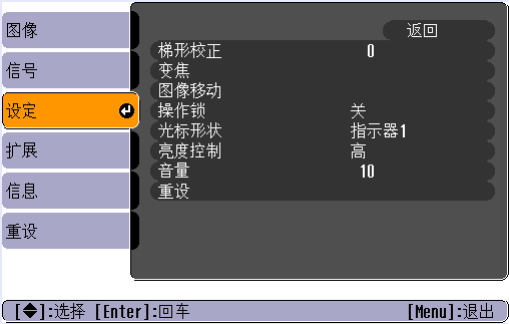 图像
信号
设定
扩展
信息
重设
返回
梯形校正 0
变焦
图像移动
操作锁 关
光标形状 指示器1
亮度控制 高
音量 10
重设
[◆]:选择 [Enter]:回车 [Menu]:退出